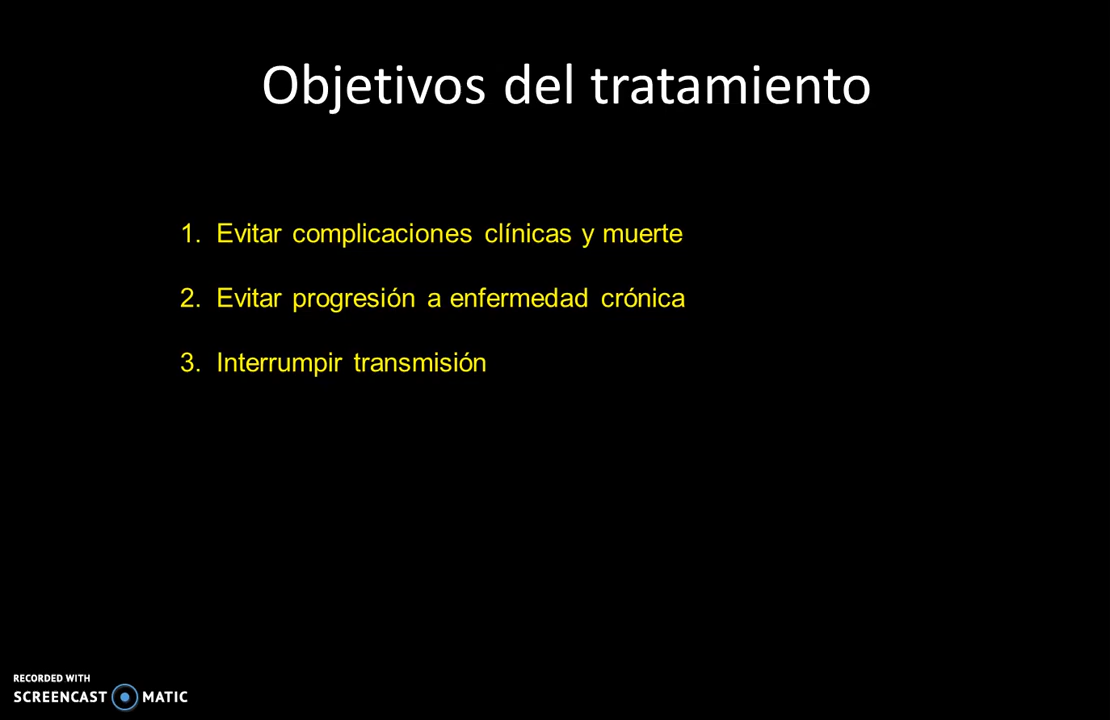 Objetivos del tratamiento
1. Evitar complicaciones clínicas y muerte
2. Evitar progresión a enfermedad crónica
3. Interrumpir transmisión
RECORDED WITH
SCREENCAST MATIC